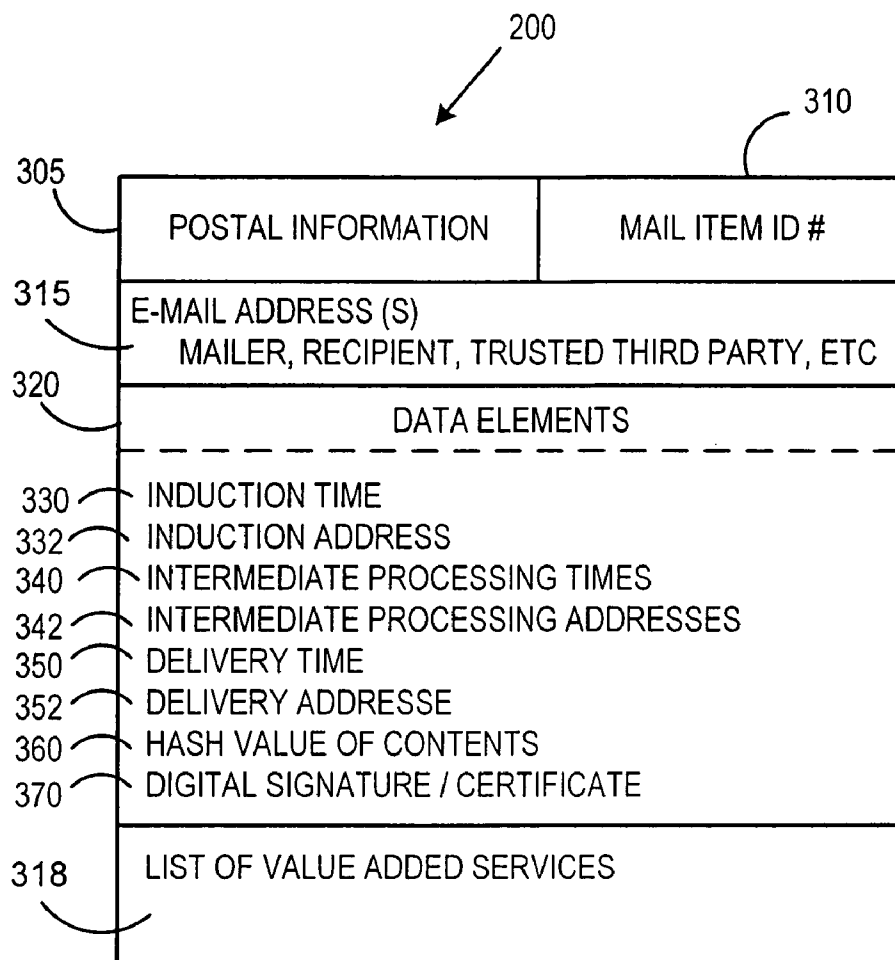 200
310
305
POSTAL INFORMATION
MAIL ITEM ID #
315
E-MAIL ADDRESS (S)
MAILER, RECIPIENT, TRUSTED THIRD PARTY, ETC
320
DATA ELEMENTS
330 INDUCTION TIME
332 INDUCTION ADDRESS
340 INTERMEDIATE PROCESSING TIMES
342 INTERMEDIATE PROCESSING ADDRESSES
350 DELIVERY TIME
352 DELIVERY ADDRESSE
360 HASH VALUE OF CONTENTS
370 DIGITAL SIGNATURE / CERTIFICATE
318 LIST OF VALUE ADDED SERVICES